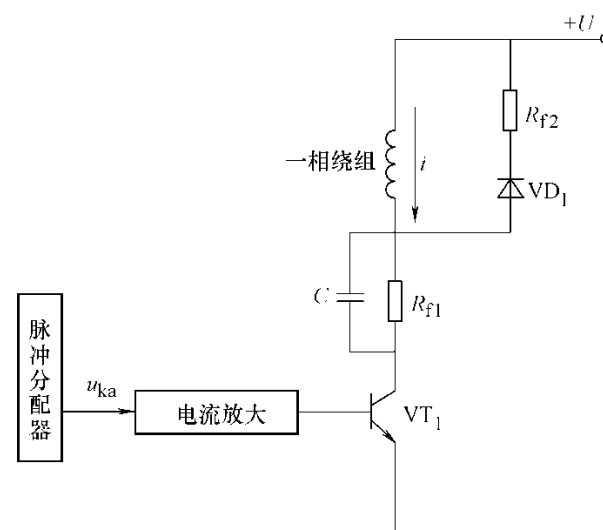 +U
R_f2
一相绕组
i
VD_1
C
R_f1
脉冲分配器
u_ka
电流放大
VT_1